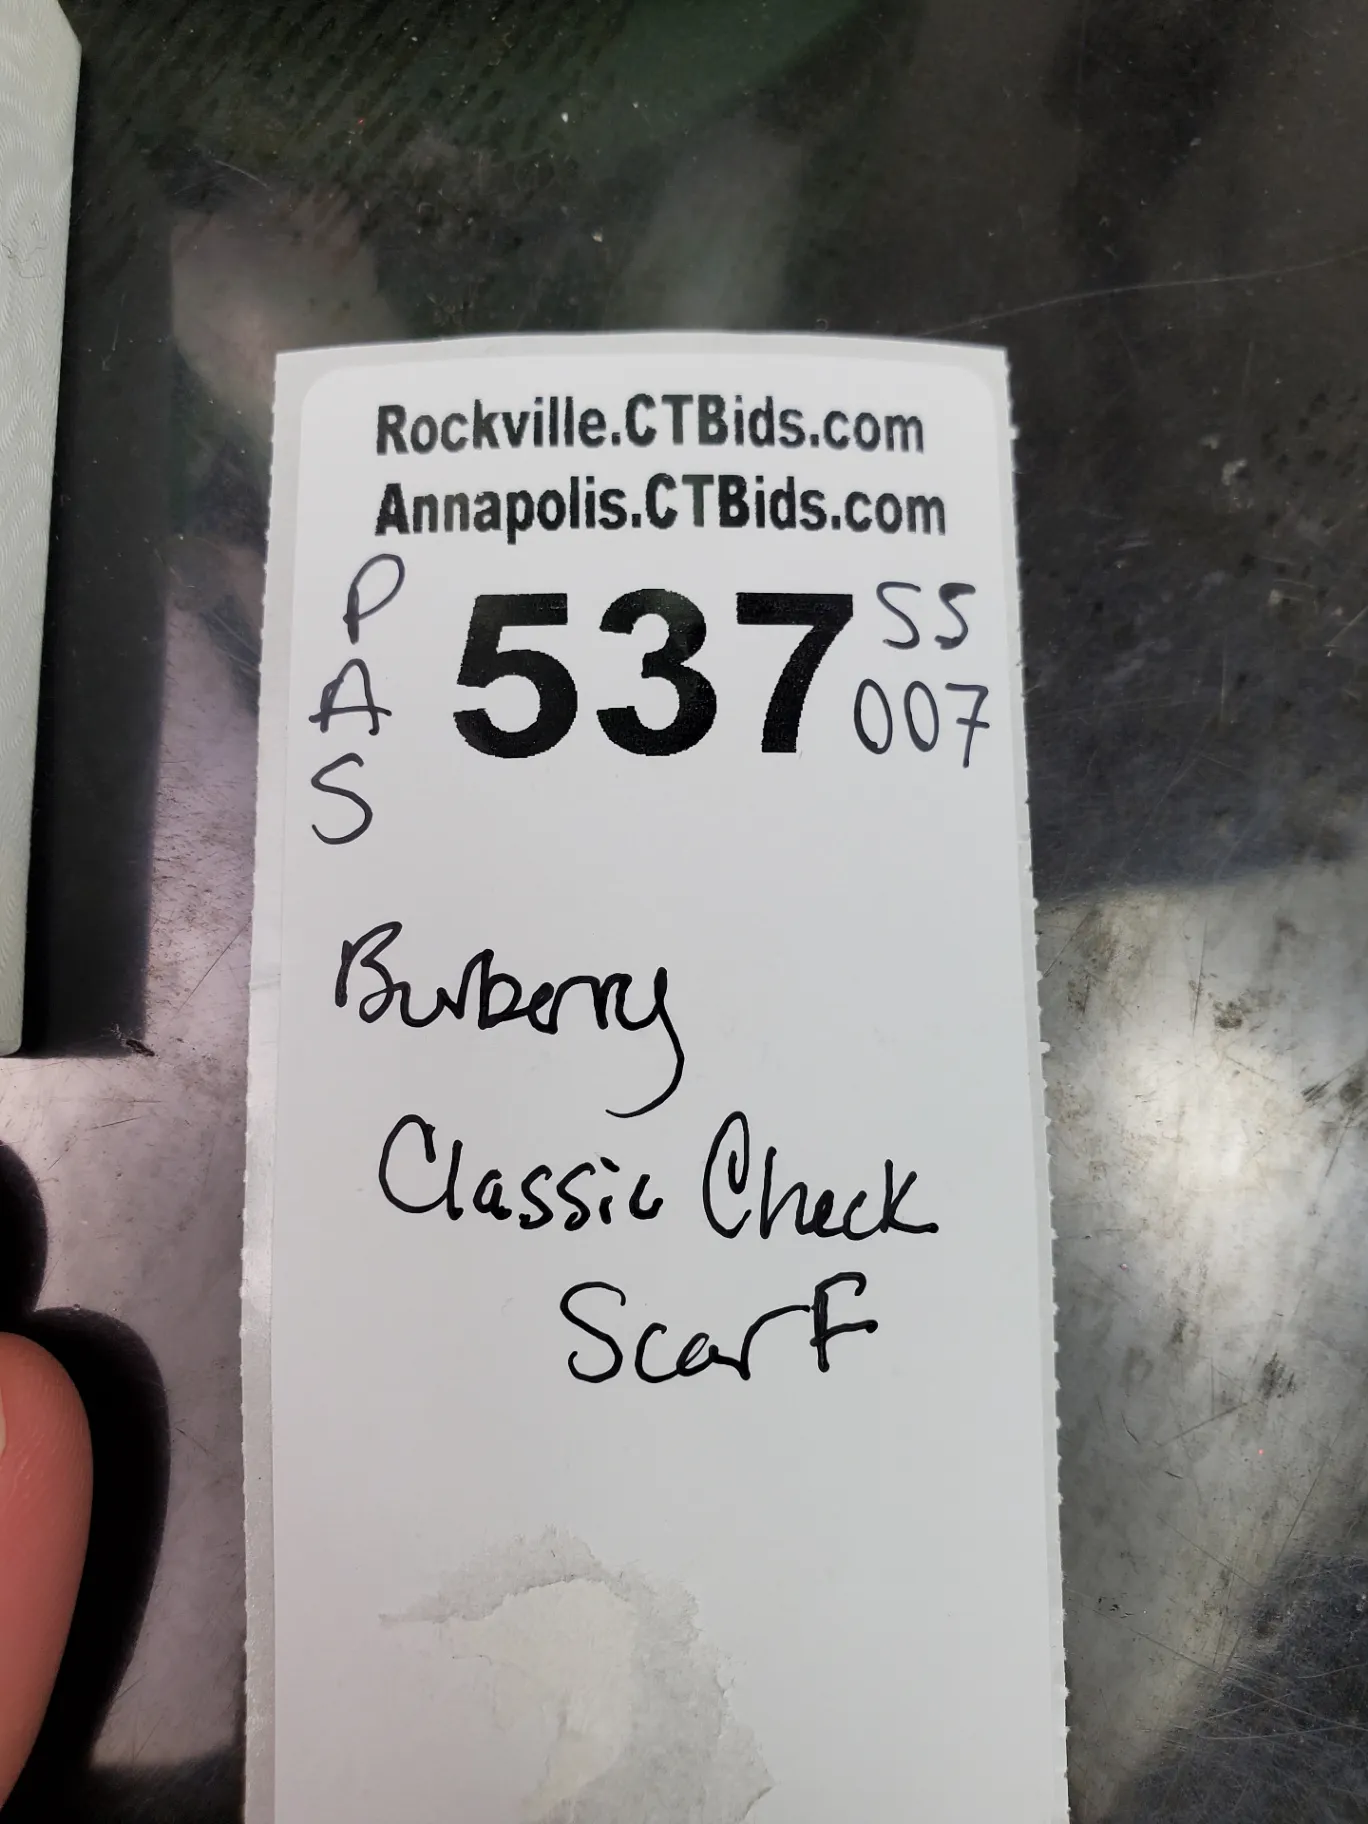 Rockville.CTBids.com
Annapolis.CTBids.com
P
A
S
537
SS
007
Burberry
Classic Check
Scarf